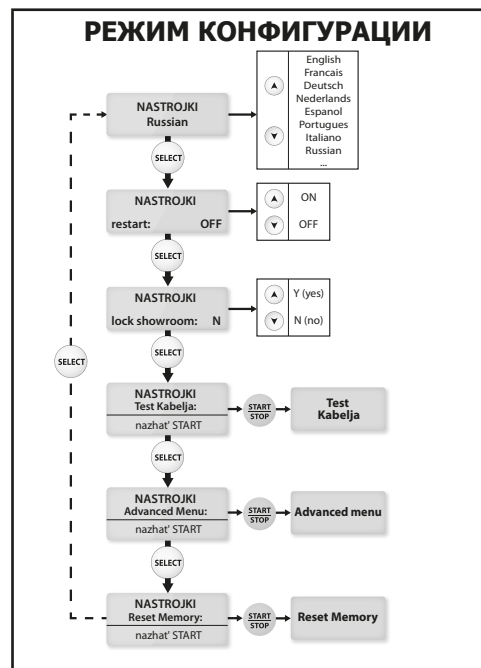 РЕЖИМ КОНФИГУРАЦИИ
NASTROJKI
Russian
English
Francais
Deutsch
Nederlands
Espanol
Portugues
Italiano
Russian
...
SELECT
NASTROJKI
restart: OFF
ON
OFF
SELECT
NASTROJKI
lock showroom: N
Y (yes)
N (no)
SELECT
SELECT
NASTROJKI
Test Kabelja:
nazhat' START
START
STOP
Test
Kabelja
SELECT
NASTROJKI
Advanced Menu:
nazhat' START
START
STOP
Advanced menu
SELECT
NASTROJKI
Reset Memory:
nazhat' START
START
STOP
Reset Memory